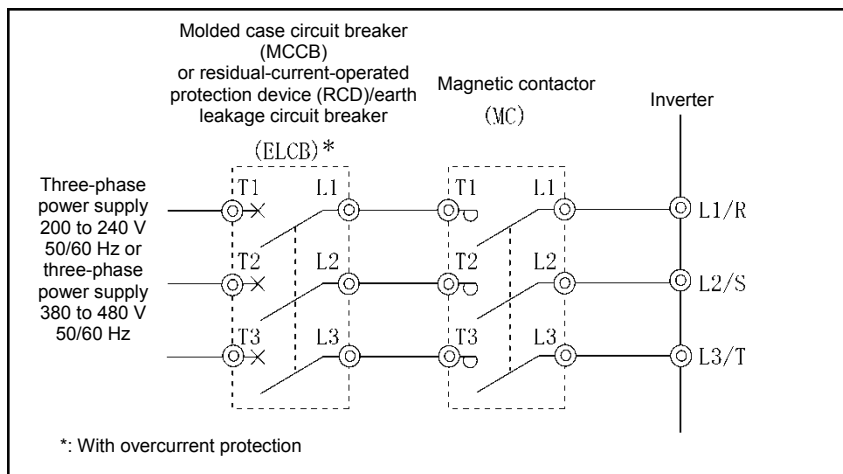 Molded case circuit breaker
(MCCB)
or residual-current-operated
protection device (RCD)/earth
leakage circuit breaker
(ELCB)*
Magnetic contactor
(MC)
Inverter
Three-phase
power supply
200 to 240 V
50/60 Hz or
three-phase
power supply
380 to 480 V
50/60 Hz
T1 L1 T1 L1 L1/R
T2 L2 T2 L2 L2/S
T3 L3 T3 L3 L3/T
*: With overcurrent protection